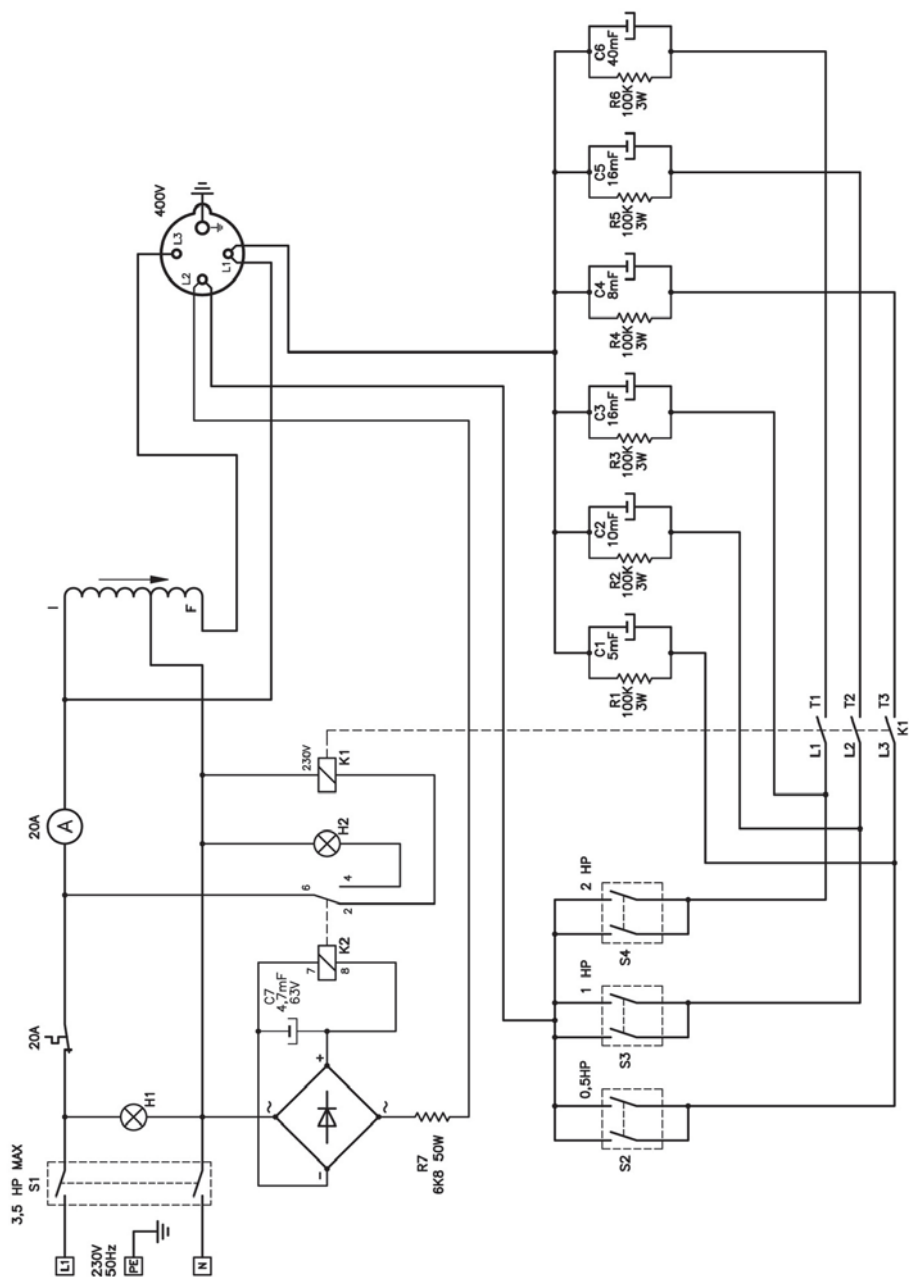 3,5 HP MAX
S1
L1
230V
50Hz
PE
N
H1
20A
20A
A
I
F
400V
L3
L2
L1
~
~
+
-
R7
6K8 50W
C7
4,7mF
63V
7
8
K2
6
4
2
H2
230V
K1
0,5HP
S2
1 HP
S3
2 HP
S4
C1
5mF
R1
100K
3W
C2
10mF
R2
100K
3W
C3
16mF
R3
100K
3W
C4
8mF
R4
100K
3W
C5
16mF
R5
100K
3W
C6
40mF
R6
100K
3W
L1 T1
L2 T2
L3 T3
K1